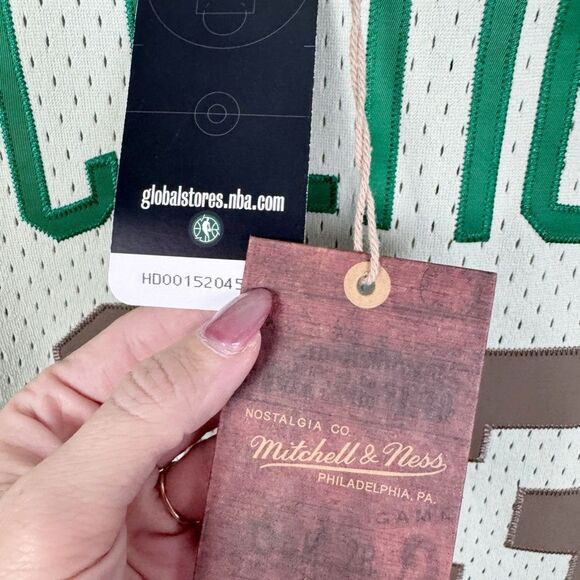 globalstores.nba.com
HD00152045
NOSTALGIA CO.
Mitchell & Ness
PHILADELPHIA, PA.